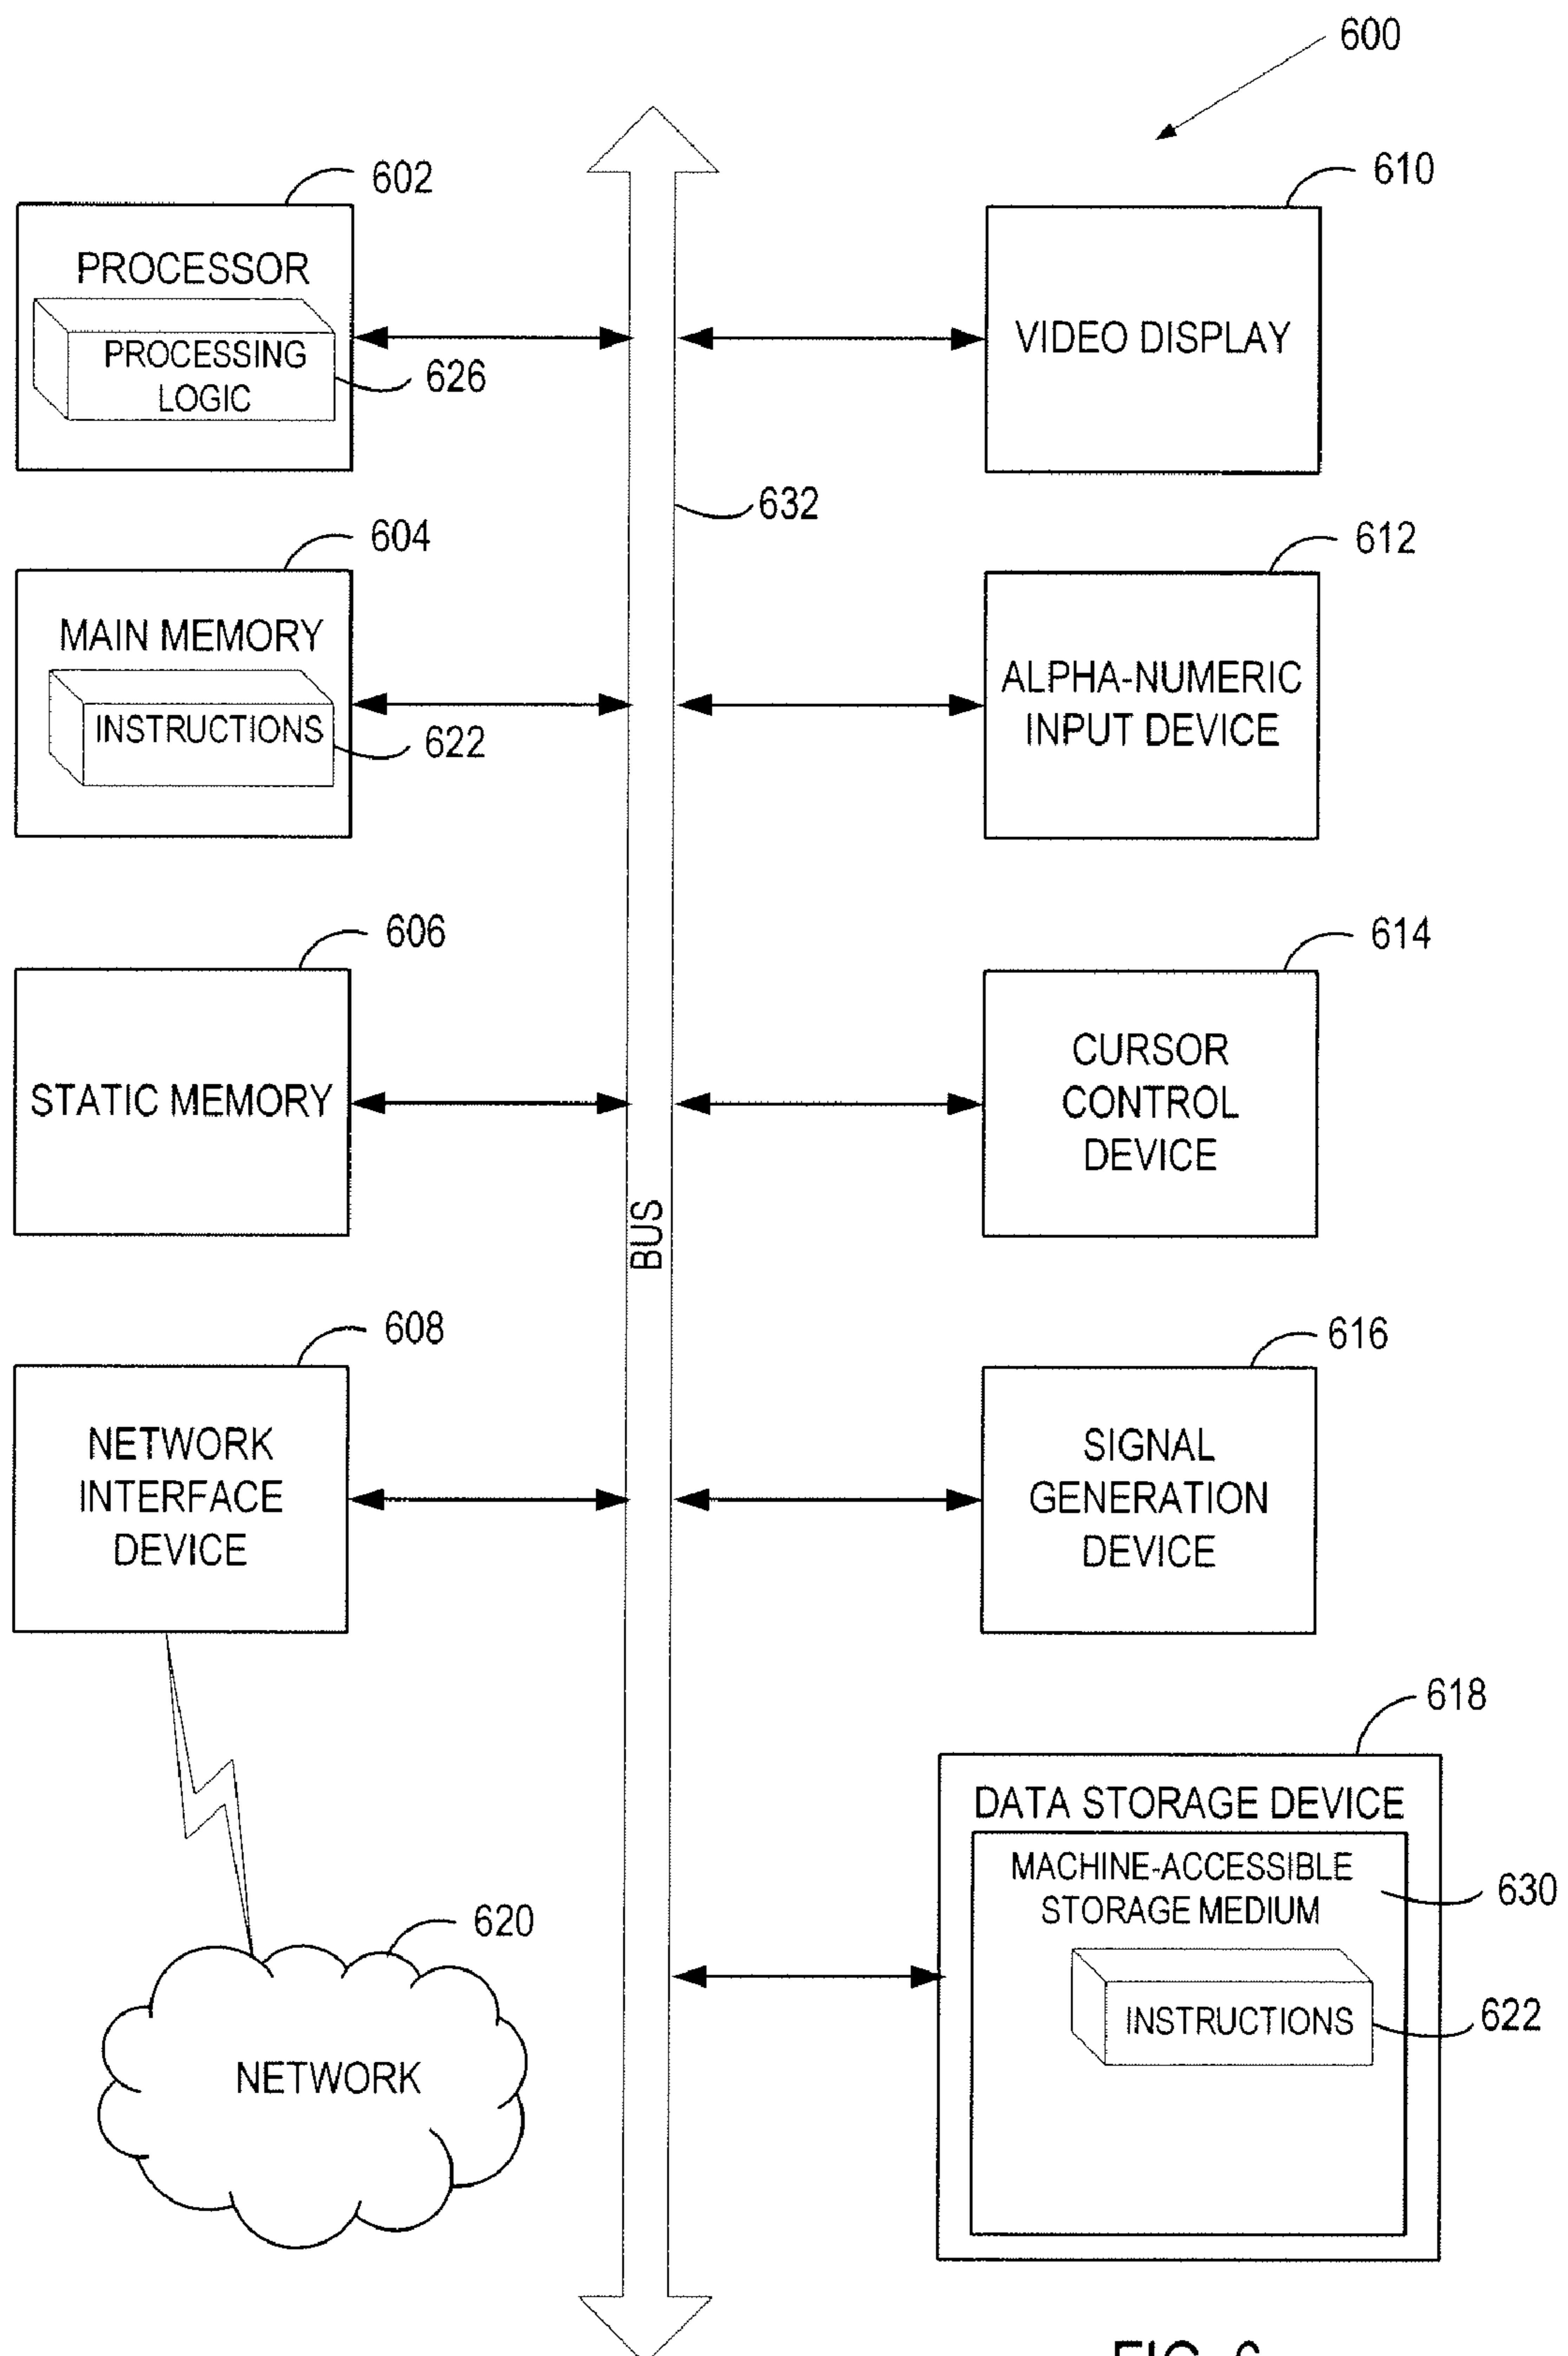 600
602
PROCESSOR
PROCESSING
LOGIC
626
610
VIDEO DISPLAY
632
604
MAIN MEMORY
INSTRUCTIONS
622
612
ALPHA-NUMERIC
INPUT DEVICE
606
STATIC MEMORY
614
CURSOR
CONTROL
DEVICE
BUS
608
NETWORK
INTERFACE
DEVICE
616
SIGNAL
GENERATION
DEVICE
618
DATA STORAGE DEVICE
MACHINE-ACCESSIBLE
STORAGE MEDIUM
630
INSTRUCTIONS
622
620
NETWORK
FIG. 6